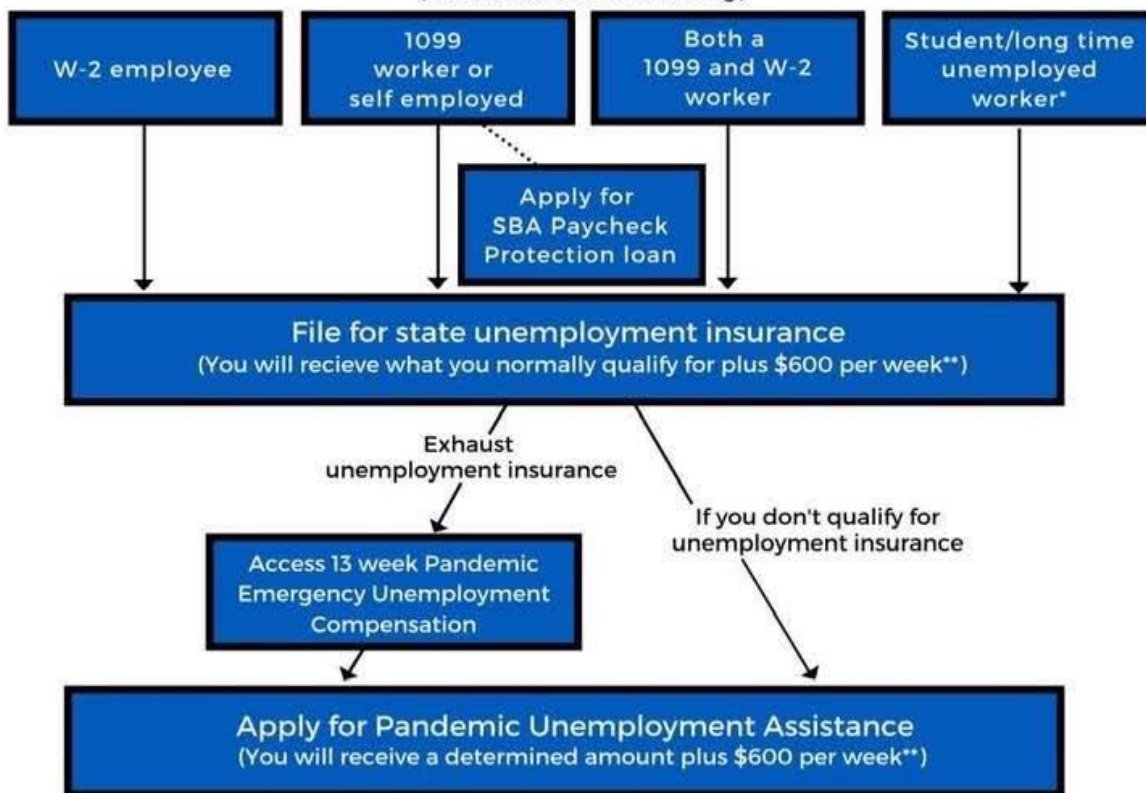 W-2 employee
1099
worker or
self employed
Both a
1099 and W-2
worker
Student/long time
unemployed
worker*
Apply for
SBA Paycheck
Protection loan
File for state unemployment insurance
(You will recieve what you normally qualify for plus $600 per week**)
Exhaust
unemployment insurance
If you don't qualify for
unemployment insurance
Access 13 week Pandemic
Emergency Unemployment
Compensation
Apply for Pandemic Unemployment Assistance
(You will receive a determined amount plus $600 per week**)